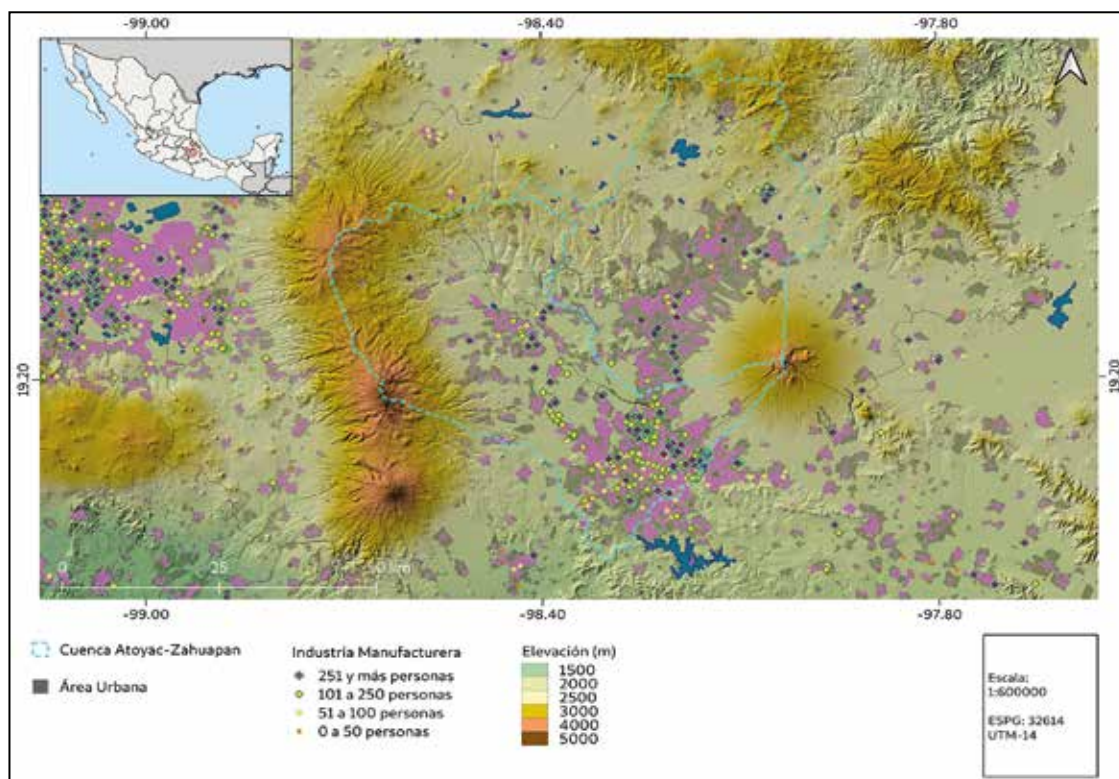 -99.00 -98.40 -97.80
19.20 19.20
0 25 50 km
-99.00 -98.40 -97.80
Cuenca Atoyac-Zahuapan
Área Urbana
Industria Manufacturera
251 y más personas
101 a 250 personas
51 a 100 personas
0 a 50 personas
Elevación (m)
1500
2000
2500
3000
4000
5000
Escala:
1:600000
ESPG: 32614
UTM-14